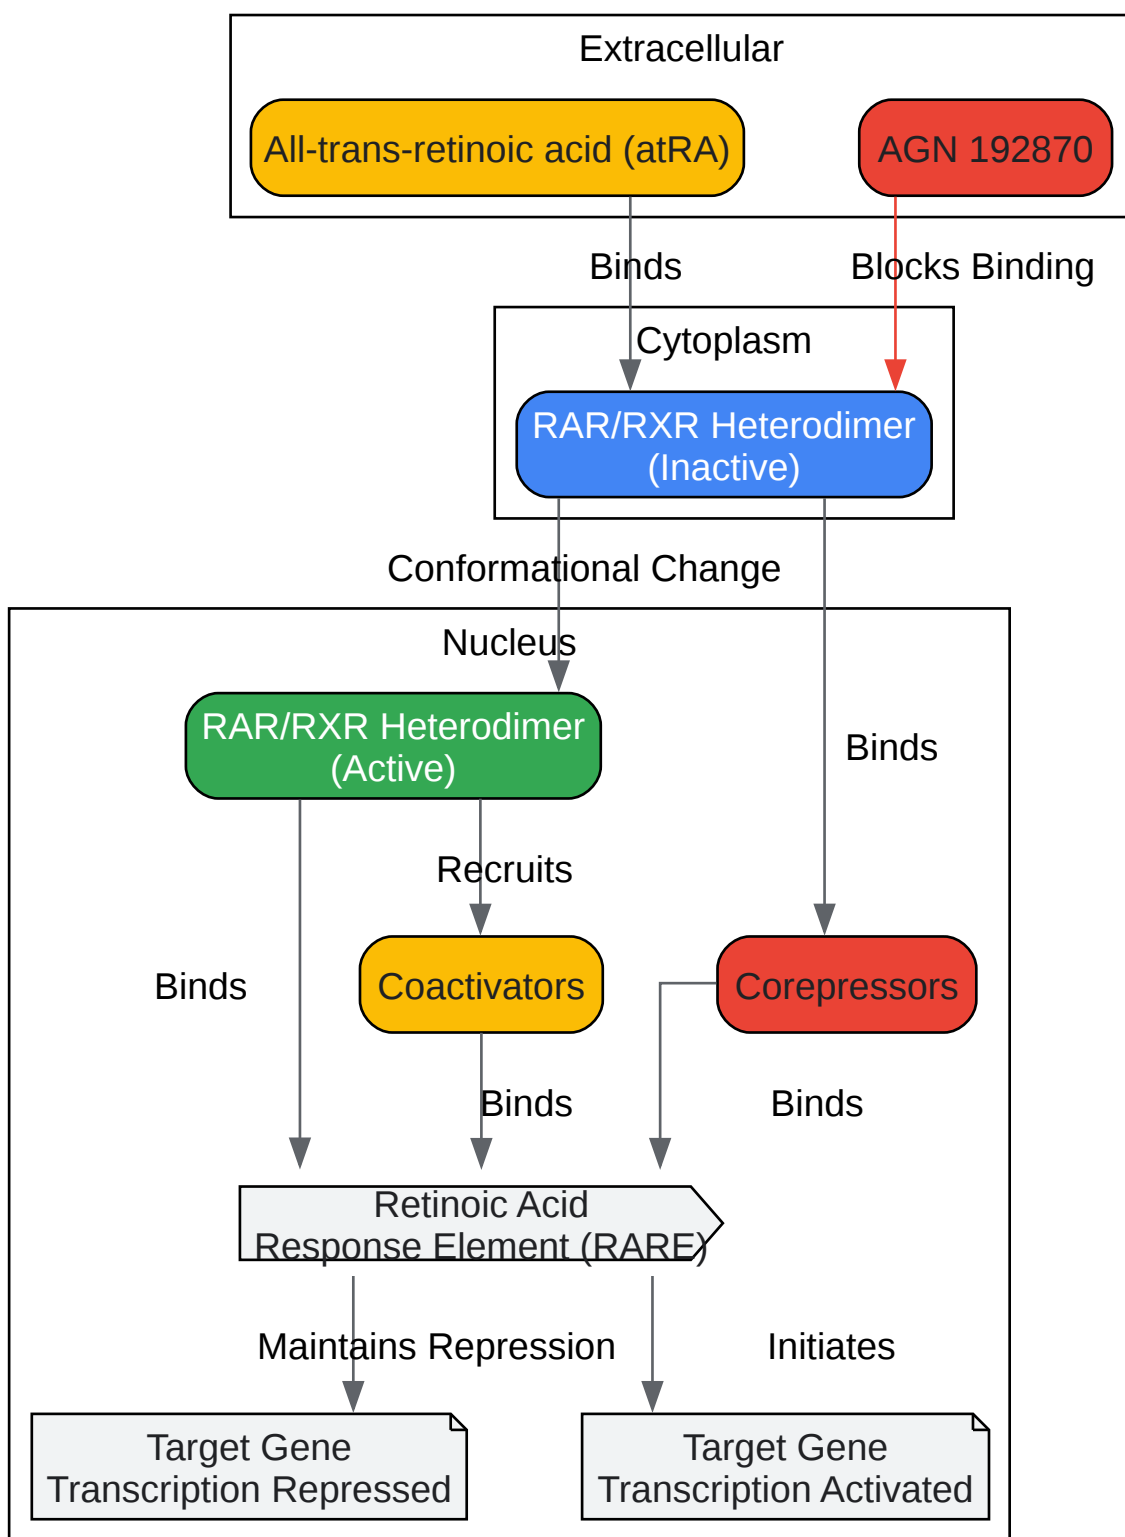 Extracellular
All-trans-retinoic acid (atRA)
AGN 192870
Binds
Blocks Binding
Cytoplasm
RAR/RXR Heterodimer
(Inactive)
Conformational Change
Nucleus
RAR/RXR Heterodimer
(Active)
Binds
Recruits
Binds
Coactivators
Corepressors
Binds
Binds
Retinoic Acid
Response Element (RARE)
Maintains Repression
Initiates
Target Gene
Transcription Repressed
Target Gene
Transcription Activated